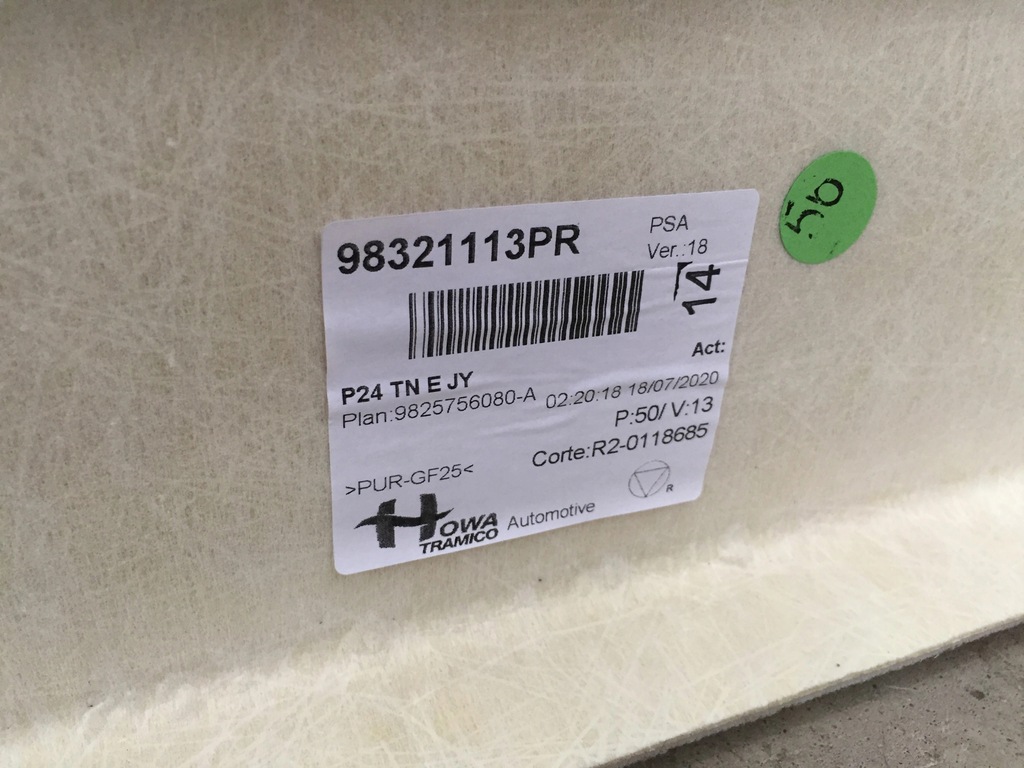 98321113PR
PSA
Ver.:18
14
Act:
P24 TN E JY
Plan:9825756080-A
02:20:18 18/07/2020
P:50/ V:13
Corte:R2-0118685
>PUR-GF25<
R
HOWA
TRAMICO
Automotive
50